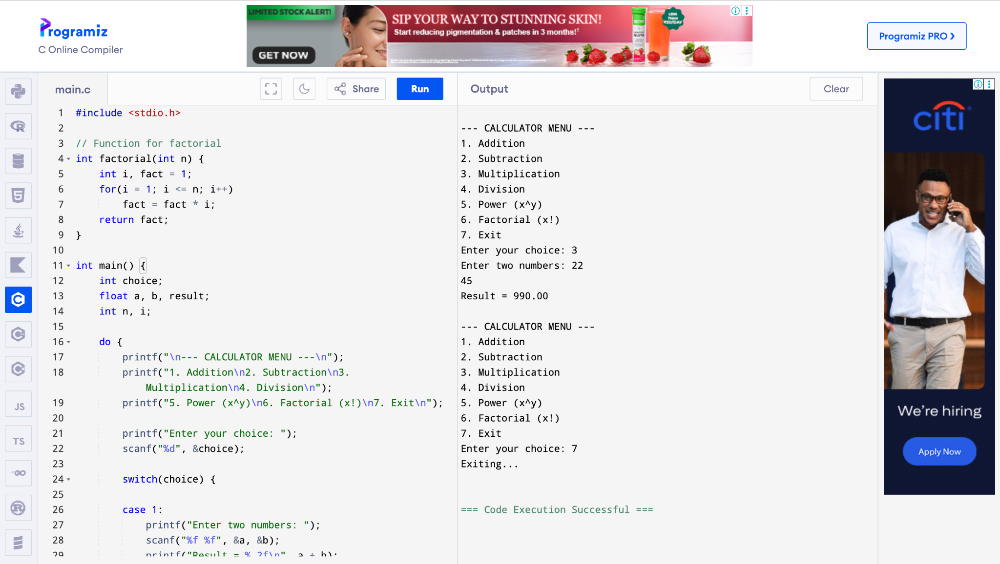 Programiz
C Online Compiler
LIMITED STOCK ALERT!
GET NOW
SIP YOUR WAY TO STUNNING SKIN!
Start reducing pigmentation & patches in 3 months!†
LESS
THAN
₹50/DAY
GLUTA
Programiz PRO ❯
main.c
Share
Run
Output
Clear
1 #include <stdio.h>
2
3 // Function for factorial
4 int factorial(int n) {
5 int i, fact = 1;
6 for(i = 1; i <= n; i++)
7 fact = fact * i;
8 return fact;
9 }
10
11 int main() {
12 int choice;
13 float a, b, result;
14 int n, i;
15
16 do {
17 printf("\n--- CALCULATOR MENU ---\n");
18 printf("1. Addition\n2. Subtraction\n3.
Multiplication\n4. Division\n");
19 printf("5. Power (x^y)\n6. Factorial (x!)\n7. Exit\n");
20
21 printf("Enter your choice: ");
22 scanf("%d", &choice);
23
24 switch(choice) {
25
26 case 1:
27 printf("Enter two numbers: ");
28 scanf("%f %f", &a, &b);
29 printf("Result = %.2f\n", a + b);
--- CALCULATOR MENU ---
1. Addition
2. Subtraction
3. Multiplication
4. Division
5. Power (x^y)
6. Factorial (x!)
7. Exit
Enter your choice: 3
Enter two numbers: 22
45
Result = 990.00
--- CALCULATOR MENU ---
1. Addition
2. Subtraction
3. Multiplication
4. Division
5. Power (x^y)
6. Factorial (x!)
7. Exit
Enter your choice: 7
Exiting...
=== Code Execution Successful ===
R
5
C
C
C#
JS
TS
GO
R
citi
We're hiring
Apply Now